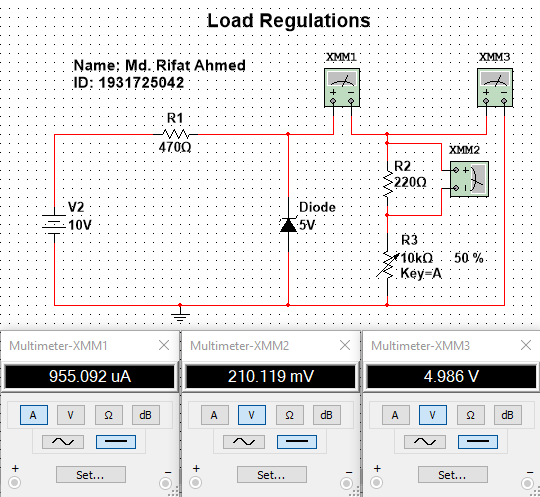 Load Regulations
Name: Md. Rifat Ahmed
ID: 1931725042
XMM1
XMM3
R1
470Ω
XMM2
R2
220Ω
V2
10V
Diode
5V
R3
10kΩ
50 %
Key=A
Multimeter-XMM1
Multimeter-XMM2
Multimeter-XMM3
955.092 uA
210.119 mV
4.986 V
A V Ω dB
A V Ω dB
A V Ω dB
+ Set... −
+ Set... −
+ Set... −